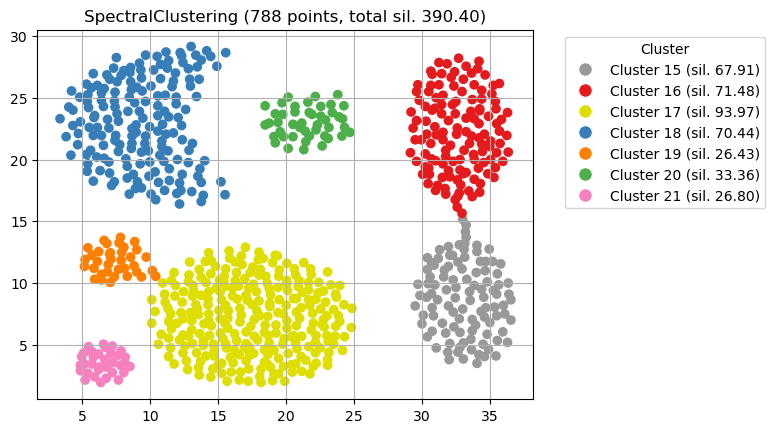 SpectralClustering (788 points, total sil. 390.40)
30
25
20
15
10
5
5 10 15 20 25 30 35
Cluster
Cluster 15 (sil. 67.91)
Cluster 16 (sil. 71.48)
Cluster 17 (sil. 93.97)
Cluster 18 (sil. 70.44)
Cluster 19 (sil. 26.43)
Cluster 20 (sil. 33.36)
Cluster 21 (sil. 26.80)